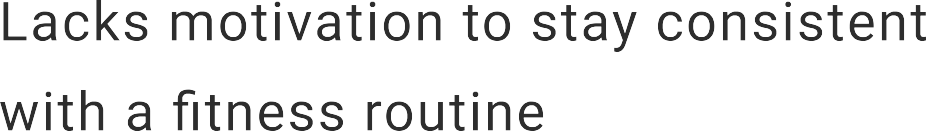 Lacks motivation to stay consistent
with a fitness routine